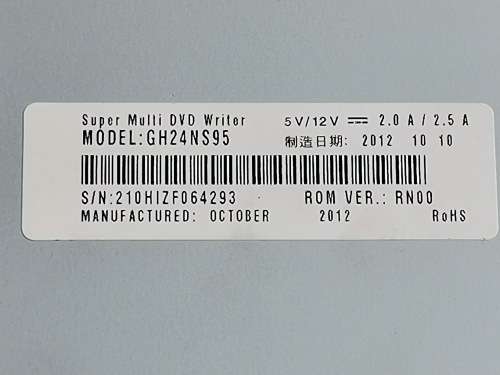 Super Multi DVD Writer 5V/12V ⎓ 2.0 A / 2.5 A
MODEL:GH24NS95 制造日期: 2012 10 10
S/N:210HIZF064293 ROM VER.: RN00
MANUFACTURED: OCTOBER 2012 RoHS